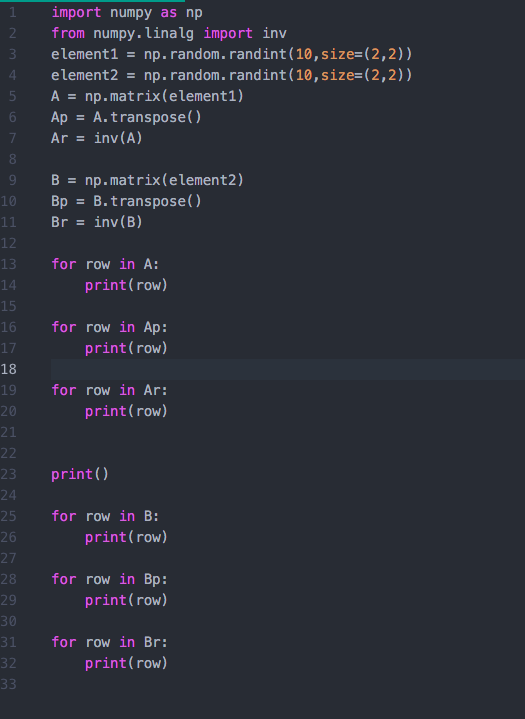 1 import numpy as np
2 from numpy.linalg import inv
3 element1 = np.random.randint(10,size=(2,2))
4 element2 = np.random.randint(10,size=(2,2))
5 A = np.matrix(element1)
6 Ap = A.transpose()
7 Ar = inv(A)
8
9 B = np.matrix(element2)
10 Bp = B.transpose()
11 Br = inv(B)
12
13 for row in A:
14     print(row)
15
16 for row in Ap:
17     print(row)
18
19 for row in Ar:
20     print(row)
21
22
23 print()
24
25 for row in B:
26     print(row)
27
28 for row in Bp:
29     print(row)
30
31 for row in Br:
32     print(row)
33